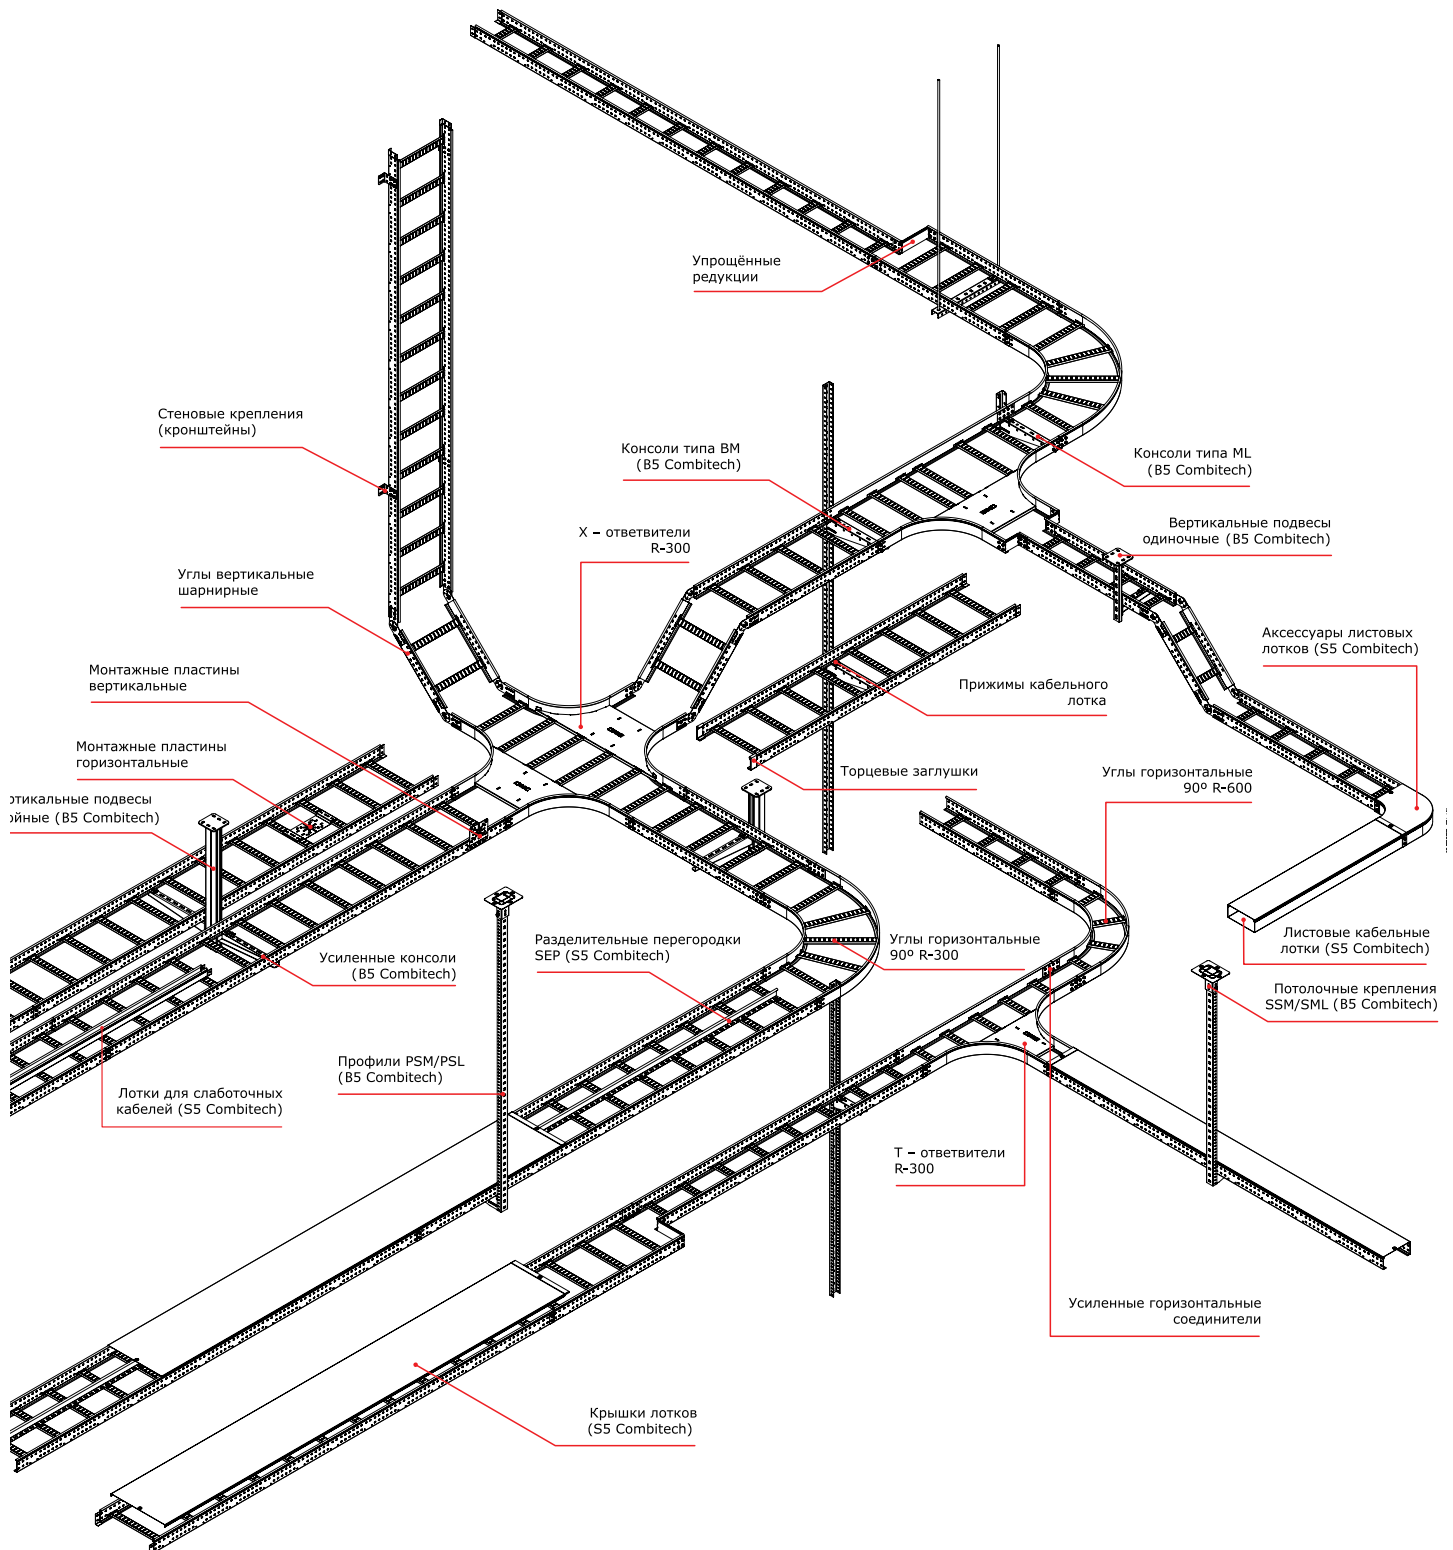 Упрощённые
редукции
Стеновые крепления
(кронштейны)
Консоли типа BM
(B5 Combitech)
Консоли типа ML
(B5 Combitech)
X – ответвители
R-300
Вертикальные подвесы
одиночные (B5 Combitech)
Углы вертикальные
шарнирные
Аксессуары листовых
лотков (S5 Combitech)
Монтажные пластины
вертикальные
Прижимы кабельного
лотка
Монтажные пластины
горизонтальные
Торцевые заглушки
Углы горизонтальные
90º R-600
ртикальные подвесы
ойные (B5 Combitech)
Усиленные консоли
(B5 Combitech)
Разделительные перегородки
SEP (S5 Combitech)
Углы горизонтальные
90º R-300
Листовые кабельные
лотки (S5 Combitech)
Потолочные крепления
SSM/SML (B5 Combitech)
Профили PSM/PSL
(B5 Combitech)
Лотки для слаботочных
кабелей (S5 Combitech)
Т – ответвители
R-300
Усиленные горизонтальные
соединители
Крышки лотков
(S5 Combitech)